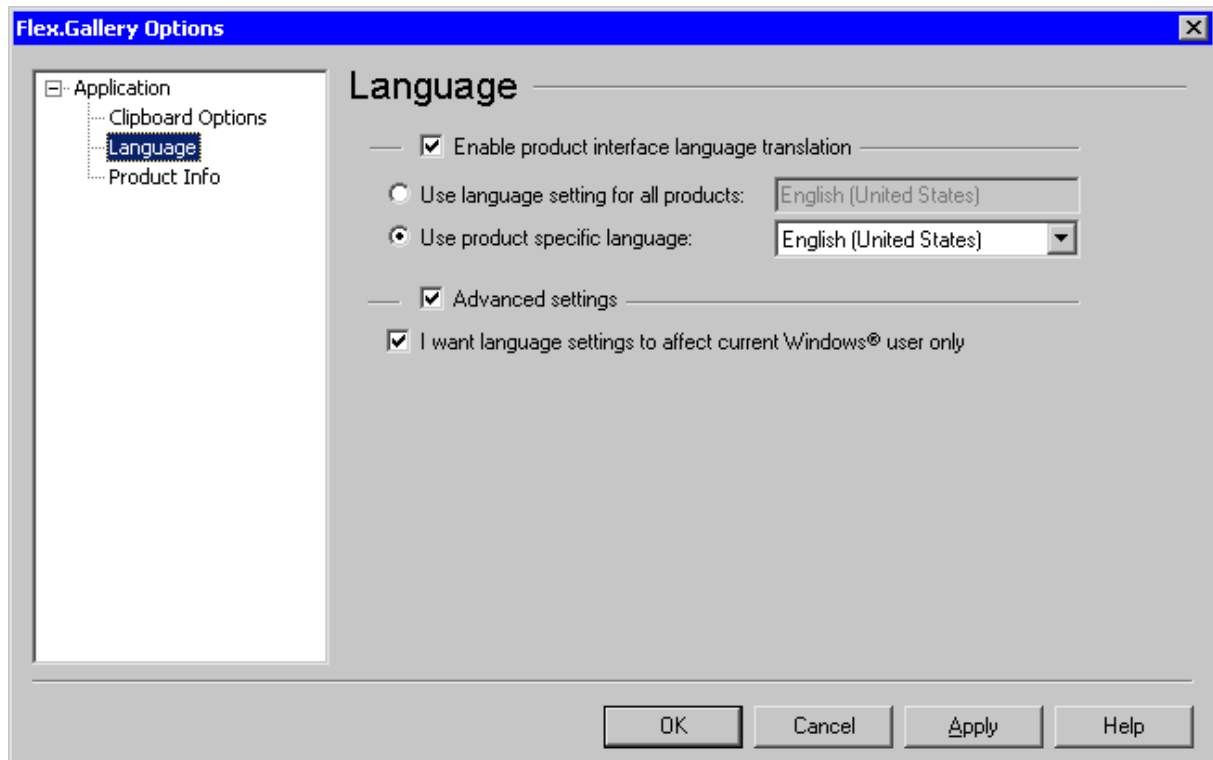 Flex.Gallery Options
Application
Clipboard Options
Language
Product Info
Language
Enable product interface language translation
Use language setting for all products: English (United States)
Use product specific language: English (United States)
Advanced settings
I want language settings to affect current Windows® user only
OK Cancel Apply Help